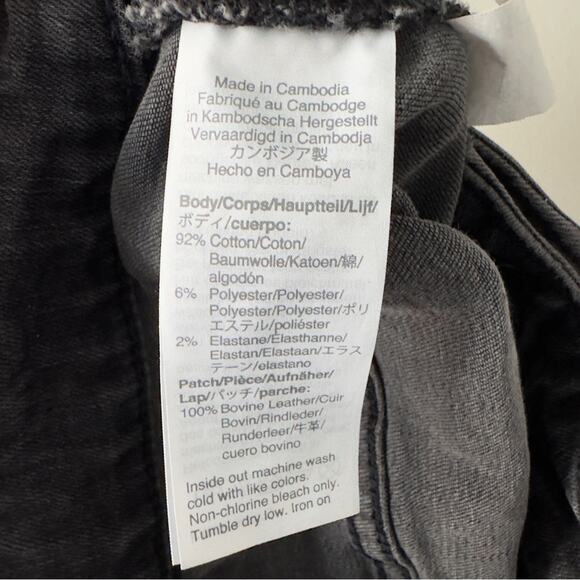 Made in Cambodia
Fabriqué au Cambodge
in Kambodscha Hergestellt
Vervaardigd in Cambodja
カンボジア製
Hecho en Camboya
Body/Corps/Hauptteil/Lijf/
ボディ/cuerpo:
92% Cotton/Coton/
Baumwolle/Katoen/綿/
algodón
6% Polyester/Polyester/
Polyester/Polyester/ポリ
エステル/poliéster
2% Elastane/Élasthanne/
Elastan/Elastaan/エラス
テーン/elastano
Patch/Pièce/Aufnäher/
Lap/パッチ/parche:
100% Bovine Leather/Cuir
Bovin/Rindleder/
Runderleer/牛革/
cuero bovino
Inside out machine wash
cold with like colors.
Non-chlorine bleach only.
Tumble dry low. Iron on